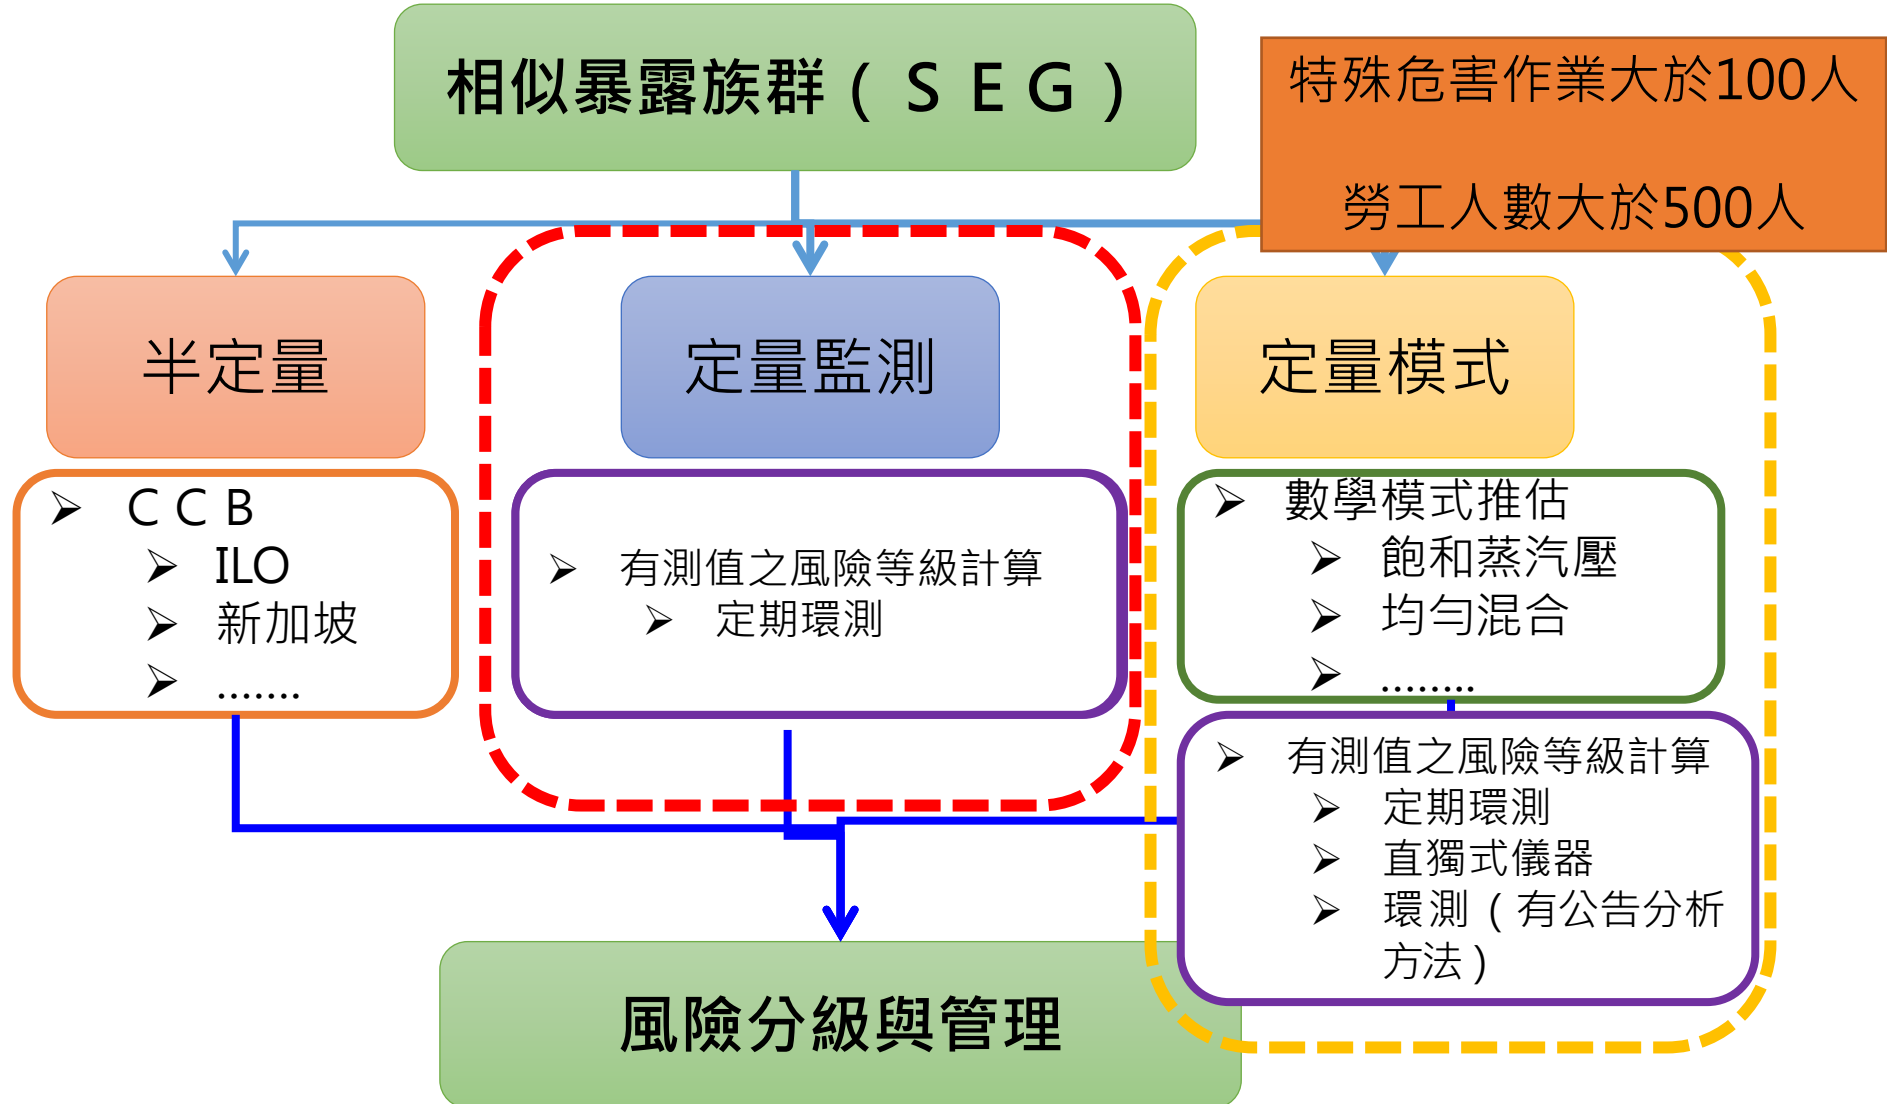 相似暴露族群（ＳＥＧ）
特殊危害作業大於100人
勞工人數大於500人
半定量
定量監測
定量模式
ＣＣＢ
ILO
新加坡
.......
有測值之風險等級計算
定期環測
數學模式推估
飽和蒸汽壓
均勻混合
........
有測值之風險等級計算
定期環測
直獨式儀器
環測（有公告分析
方法）
風險分級與管理